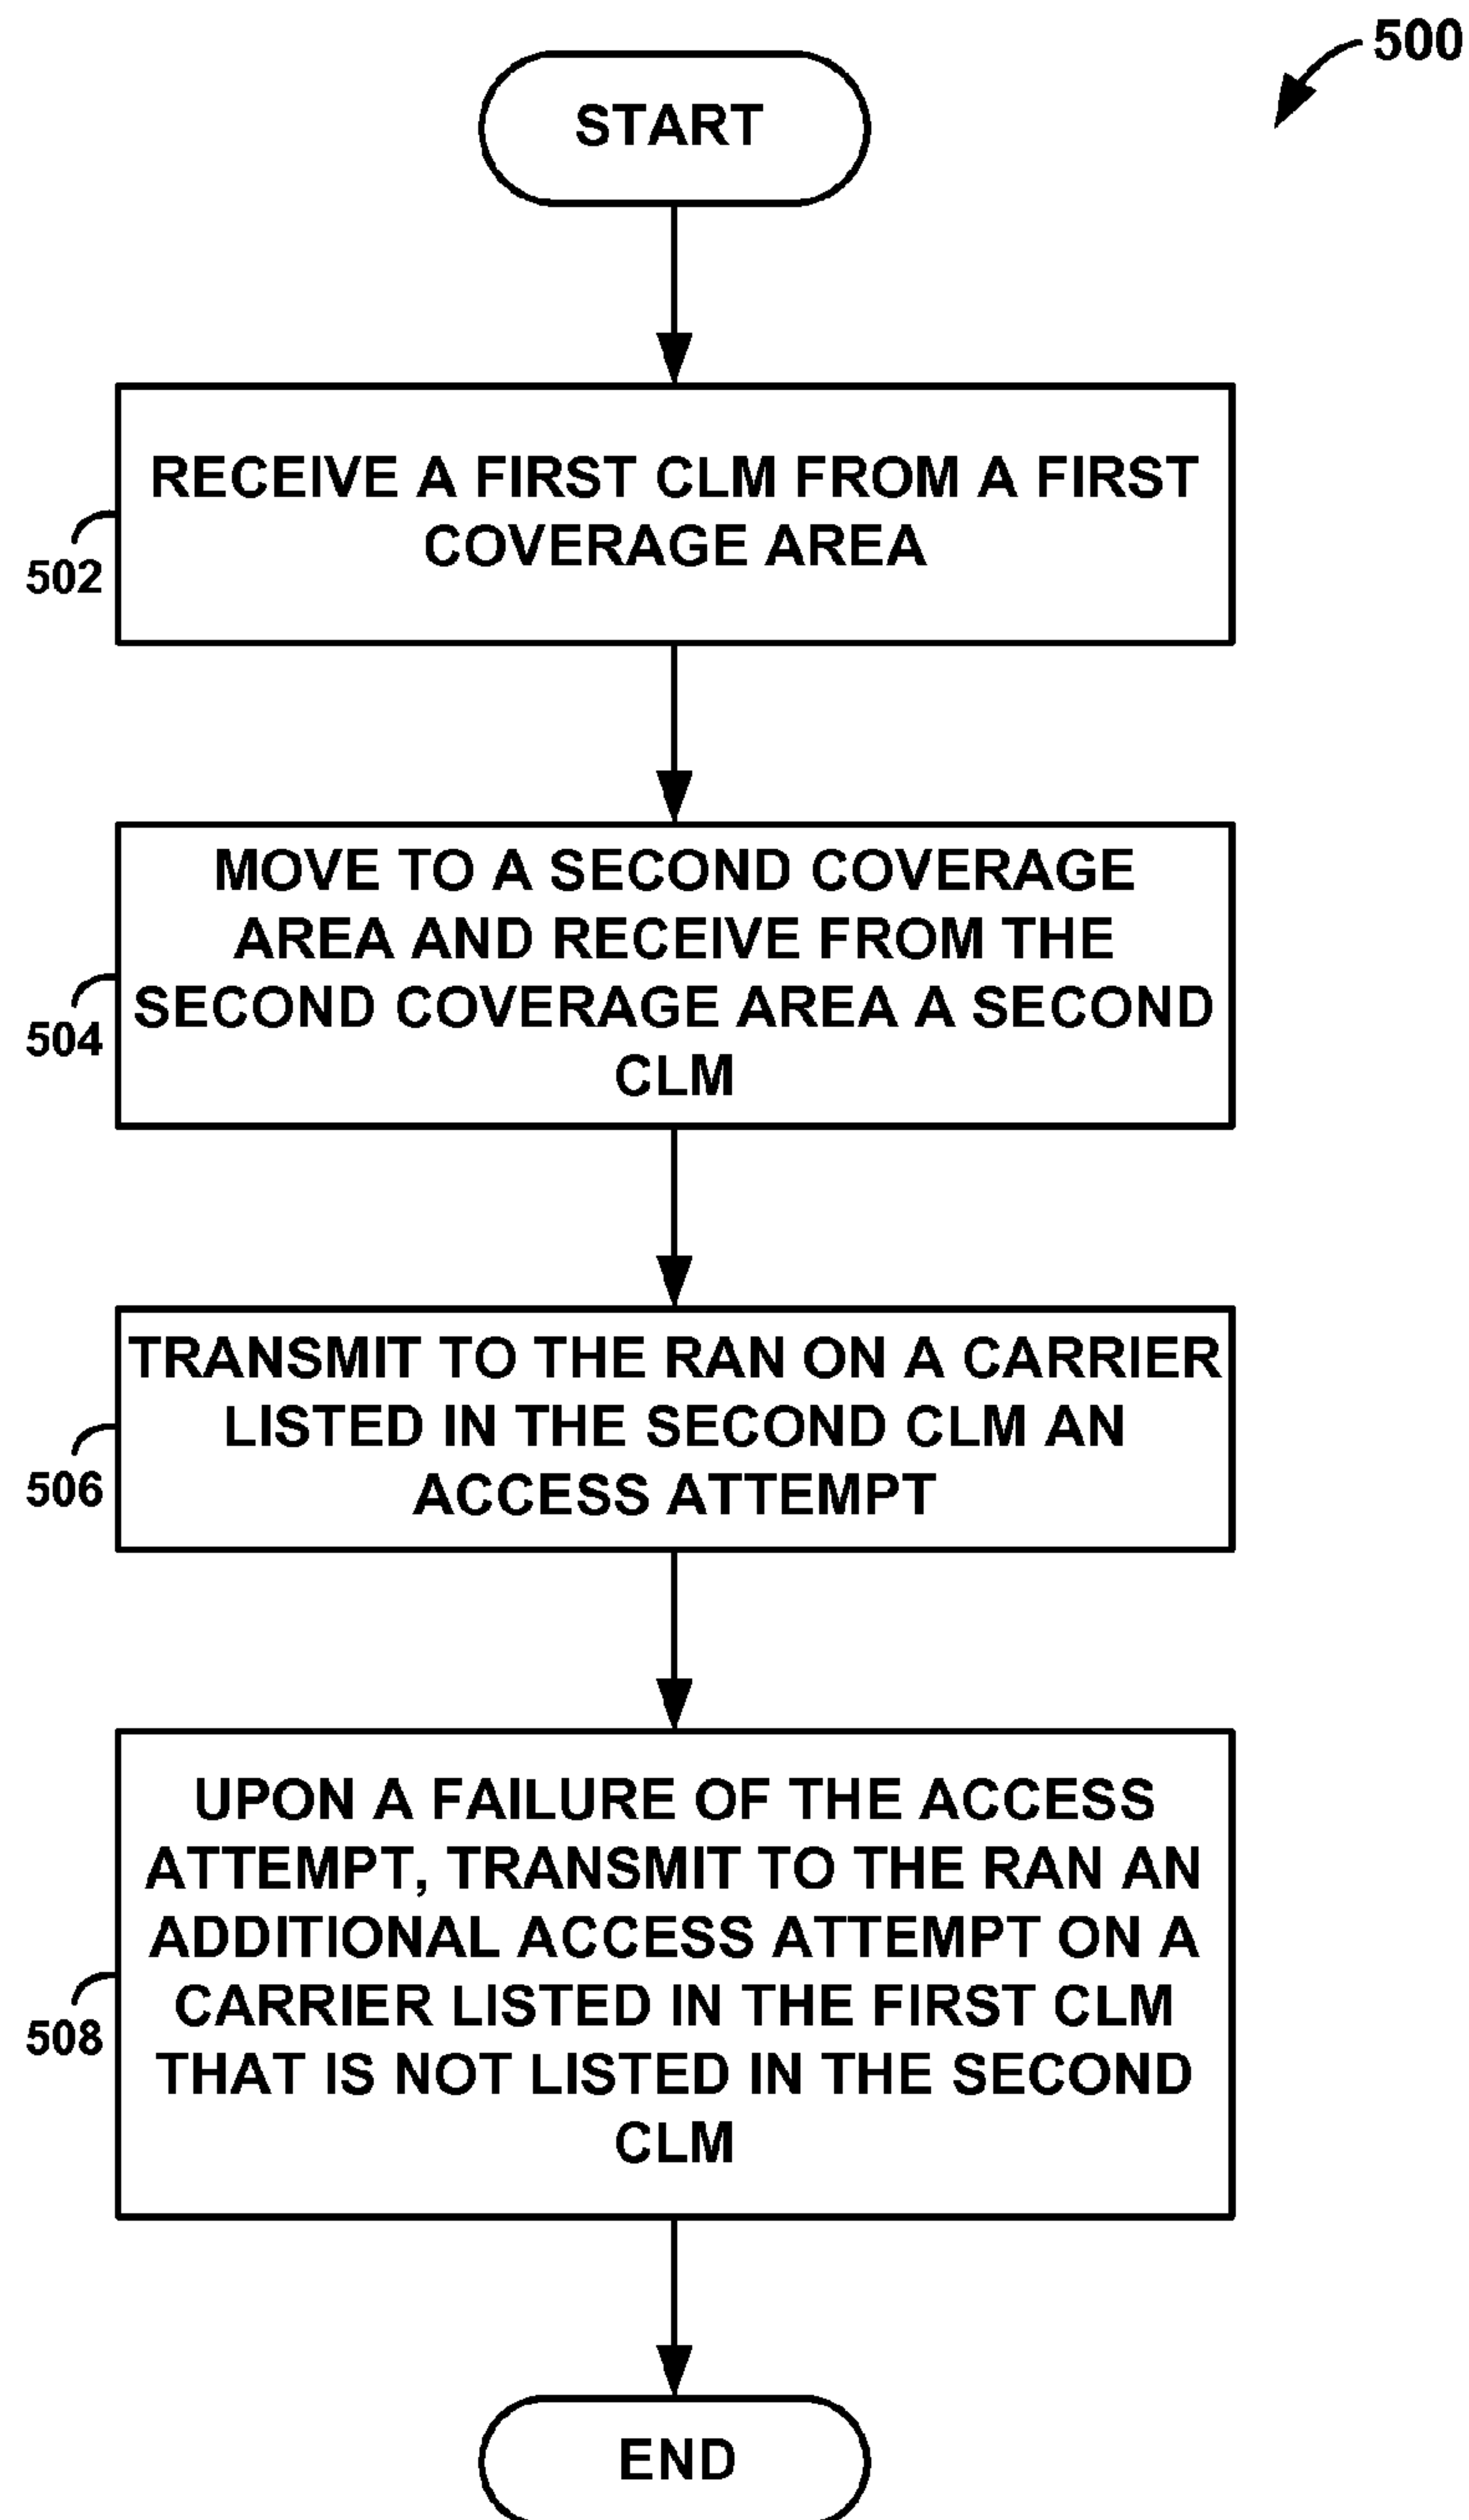 500
START
RECEIVE A FIRST CLM FROM A FIRST
COVERAGE AREA
502
MOVE TO A SECOND COVERAGE
AREA AND RECEIVE FROM THE
SECOND COVERAGE AREA A SECOND
CLM
504
TRANSMIT TO THE RAN ON A CARRIER
LISTED IN THE SECOND CLM AN
ACCESS ATTEMPT
506
UPON A FAILURE OF THE ACCESS
ATTEMPT, TRANSMIT TO THE RAN AN
ADDITIONAL ACCESS ATTEMPT ON A
CARRIER LISTED IN THE FIRST CLM
THAT IS NOT LISTED IN THE SECOND
CLM
508
END